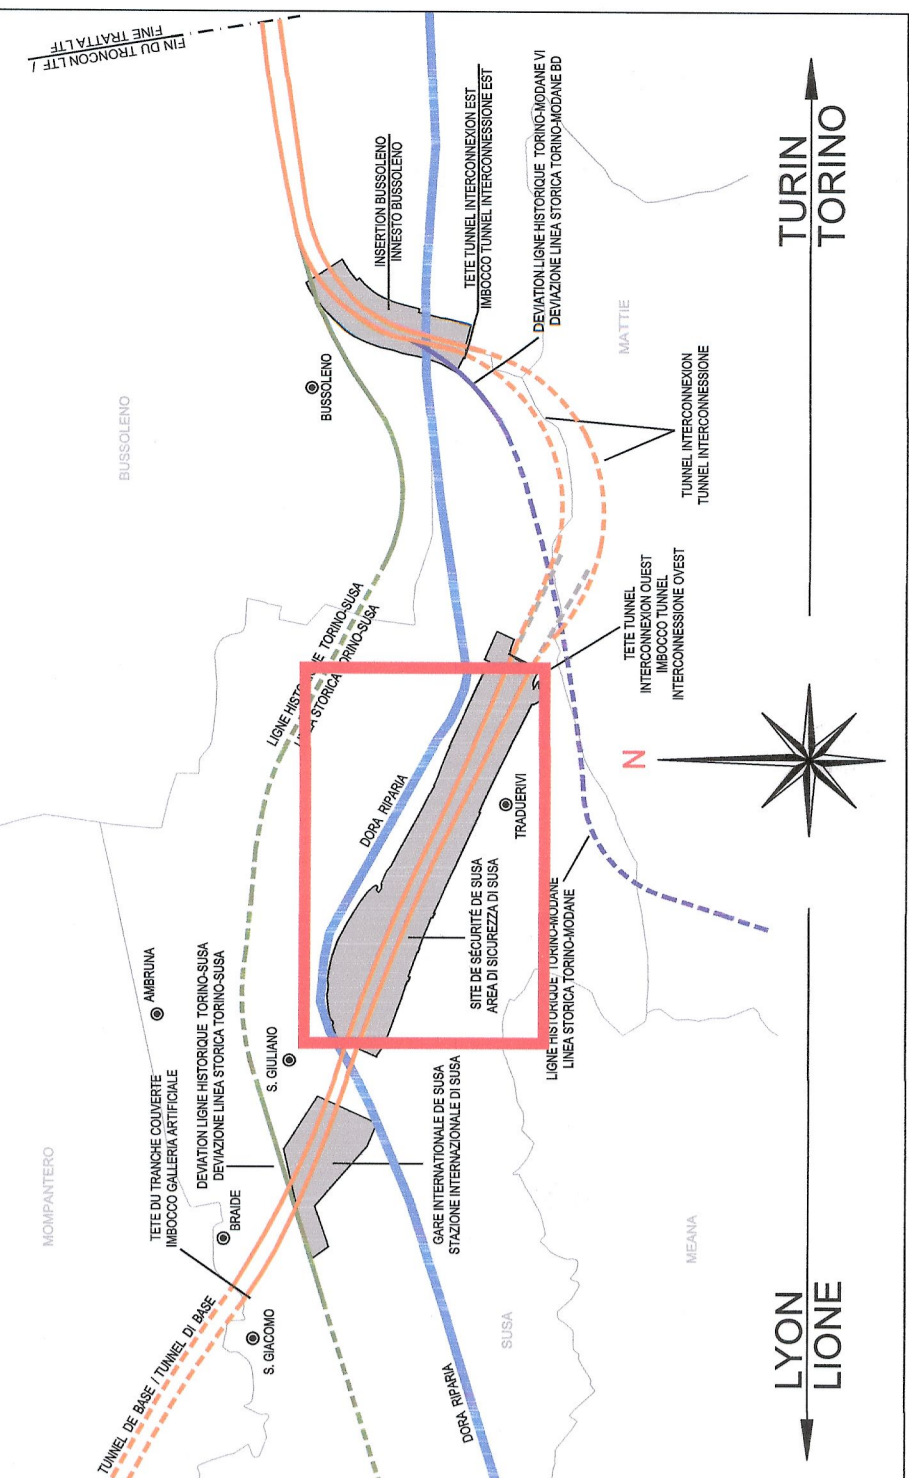 FIN DU TRONCON LTF /
FINE TRATTA LTF
INSERTION BUSSOLENO
INNESTO BUSSOLENO
TETE TUNNEL INTERCONNEXION EST
IMBOCCO TUNNEL INTERCONNESSIONE EST
DEVIATION LIGNE HISTORIQUE TORINO-MODANE VI
DEVIAZIONE LINEA STORICA TORINO-MODANE BD
TURIN
TORINO
MATTIE
BUSSOLENO
BUSSOLENO
TUNNEL INTERCONNEXION
TUNNEL INTERCONNESSIONE
TETE TUNNEL
INTERCONNEXION OUEST
IMBOCCO TUNNEL
INTERCONNESSIONE OVEST
LIGNE HISTORIQUE TORINO-SUSA
LINEA STORICA TORINO-SUSA
DORA RIPARIA
N
TRADUERIVI
SITE DE SÉCURITÉ DE SUSA
AREA DI SICUREZZA DI SUSA
LIGNE HISTORIQUE TORINO-MODANE
LINEA STORICA TORINO-MODANE
AMBRUNA
S. GIULIANO
DEVIATION LIGNE HISTORIQUE TORINO-SUSA
DEVIAZIONE LINEA STORICA TORINO-SUSA
TETE DU TRANCHE COUVERTE
IMBOCCO GALLERIA ARTIFICIALE
GARE INTERNATIONALE DE SUSA
STAZIONE INTERNAZIONALE DI SUSA
MOMPANTERO
BRAIDE
MEANA
S. GIACOMO
SUSA
TUNNEL DE BASE / TUNNEL DI BASE
DORA RIPARIA
LYON
LIONE